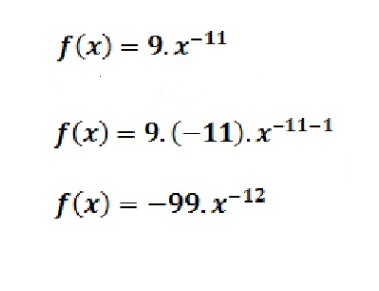 f(x) = 9.x⁻¹¹
f(x) = 9.(−11).x⁻¹¹⁻¹
f(x) = −99.x⁻¹²